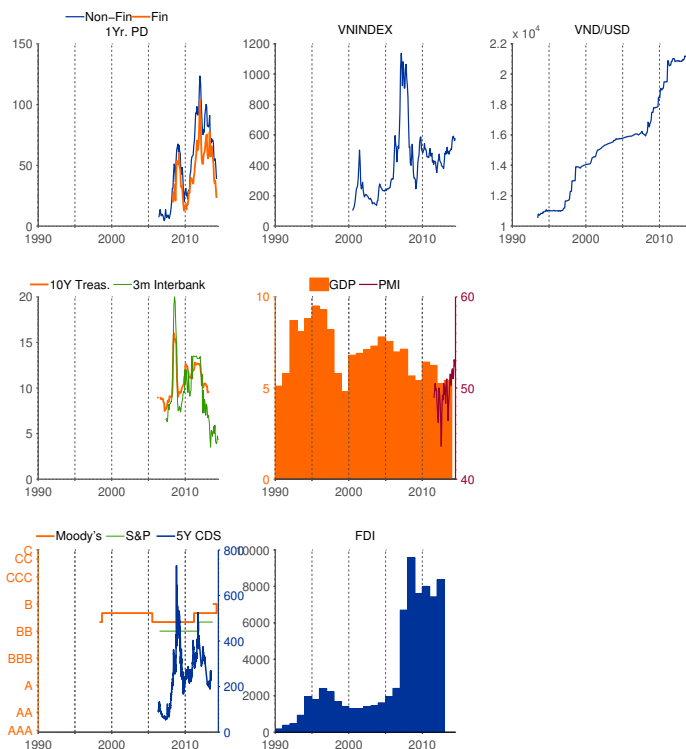 Non−Fin Fin
1Yr. PD
VNINDEX
VND/USD
2.2 x 10^4
150
100
50
0
1990 2000 2010
1200
1000
800
600
400
200
0
1990 2000 2010
2
1.8
1.6
1.4
1.2
1
1990 2000 2010
10Y Treas. 3m Interbank
20
15
10
5
0
1990 2000 2010
GDP PMI
10
5
0
60
50
40
1990 2000 2010
Moody's S&P 5Y CDS
C
CC
CCC
B
BB
BBB
A
AA
AAA
800
600
400
200
0
1990 2000 2010
FDI
10000
8000
6000
4000
2000
0
1990 2000 2010